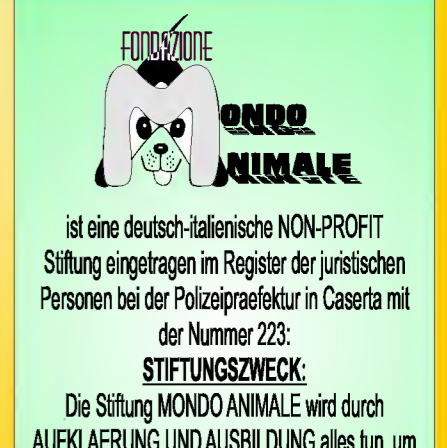 FONDAZIONE
MONDO
ANIMALE
ist eine deutsch-italienische NON-PROFIT
Stiftung eingetragen im Register der juristischen
Personen bei der Polizeipraefektur in Caserta mit
der Nummer 223:
STIFTUNGSZWECK:
Die Stiftung MONDO ANIMALE wird durch
AUFKLAERUNG UND AUSBILDUNG alles tun, um